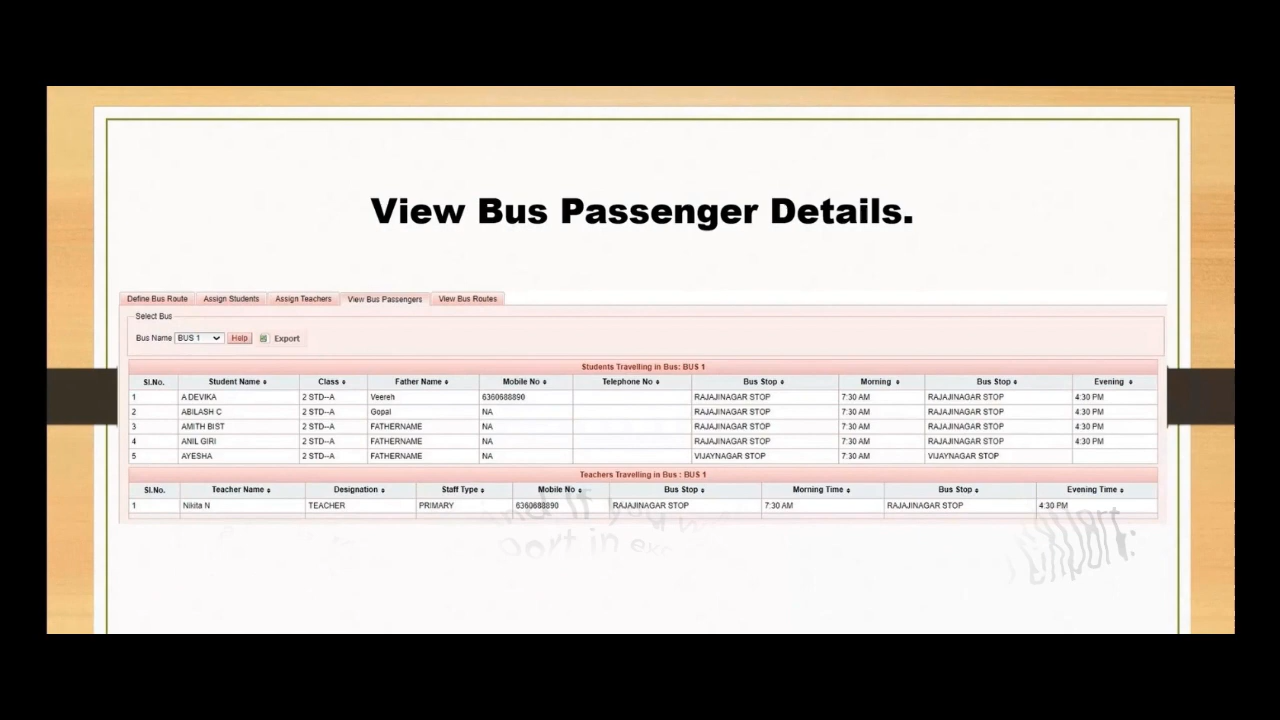 View Bus Passenger Details.
Define Bus Route Assign Students Assign Teachers View Bus Passengers View Bus Routes
Select Bus
Bus Name BUS 1 Help Export
Students Travelling in Bus: BUS 1
Sl.No. Student Name Class Father Name Mobile No Telephone No Bus Stop Morning Bus Stop Evening
1 A DEVIKA 2 STD--A Veereh 6360688890 RAJAJINAGAR STOP 7:30 AM RAJAJINAGAR STOP 4:30 PM
2 ABILASH C 2 STD--A Gopal NA RAJAJINAGAR STOP 7:30 AM RAJAJINAGAR STOP 4:30 PM
3 AMITH BIST 2 STD--A FATHERNAME NA RAJAJINAGAR STOP 7:30 AM RAJAJINAGAR STOP 4:30 PM
4 ANIL GIRI 2 STD--A FATHERNAME NA RAJAJINAGAR STOP 7:30 AM RAJAJINAGAR STOP 4:30 PM
5 AYESHA 2 STD--A FATHERNAME NA VIJAYNAGAR STOP 7:30 AM VIJAYNAGAR STOP
Teachers Travelling in Bus : BUS 1
Sl.No. Teacher Name Designation Staff Type Mobile No Bus Stop Morning Time Bus Stop Evening Time
1 Nikita N TEACHER PRIMARY 6360688890 RAJAJINAGAR STOP 7:30 AM RAJAJINAGAR STOP 4:30 PM